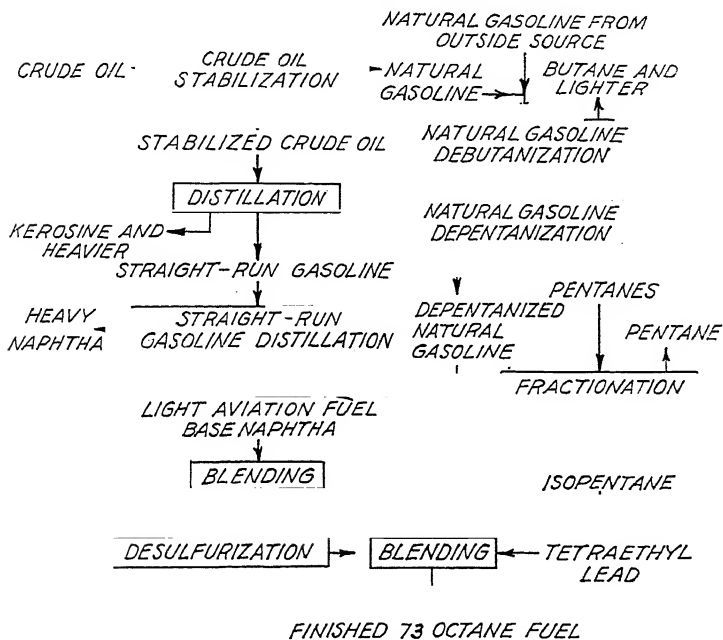 NATURAL GASOLINE FROM
OUTSIDE SOURCE
CRUDE OIL
CRUDE OIL
STABILIZATION
NATURAL
GASOLINE
BUTANE AND
LIGHTER
STABILIZED CRUDE OIL
NATURAL GASOLINE
DEBUTANIZATION
DISTILLATION
NATURAL GASOLINE
DEPENTANIZATION
KEROSINE AND
HEAVIER
STRAIGHT-RUN GASOLINE
HEAVY
NAPHTHA
STRAIGHT-RUN
GASOLINE DISTILLATION
DEPENTANIZED
NATURAL
GASOLINE
PENTANES
PENTANE
FRACTIONATION
LIGHT AVIATION FUEL
BASE NAPHTHA
BLENDING
ISOPENTANE
DESULFURIZATION
BLENDING
TETRAETHYL
LEAD
FINISHED 73 OCTANE FUEL